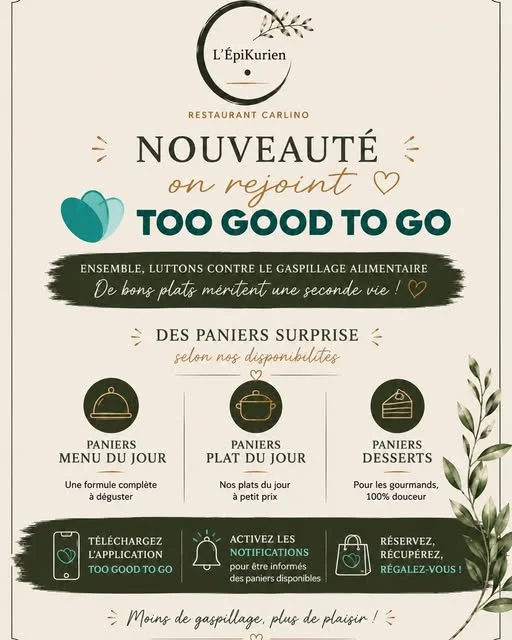 L'ÉpiKurien
RESTAURANT CARLINO
NOUVEAUTÉ
on rejoint
TOO GOOD TO GO
ENSEMBLE, LUTTONS CONTRE LE GASPILLAGE ALIMENTAIRE
De bons plats méritent une seconde vie !
DES PANIERS SURPRISE
selon nos disponibilités
PANIERS
MENU DU JOUR
Une formule complète
à déguster
PANIERS
PLAT DU JOUR
Nos plats du jour
à petit prix
PANIERS
DESSERTS
Pour les gourmands,
100% douceur
TÉLÉCHARGEZ
L'APPLICATION
TOO GOOD TO GO
ACTIVEZ LES
NOTIFICATIONS
pour être informés
des paniers disponibles
RÉSERVEZ,
RÉCUPÉREZ,
RÉGALEZ-VOUS !
Moins de gaspillage, plus de plaisir !